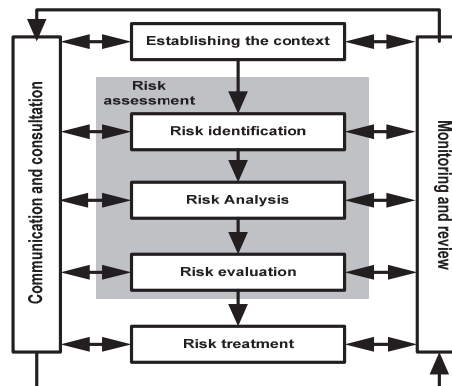 Establishing the context
Risk
assessment
Risk identification
Risk Analysis
Risk evaluation
Risk treatment
Communication and consultation
Monitoring and review